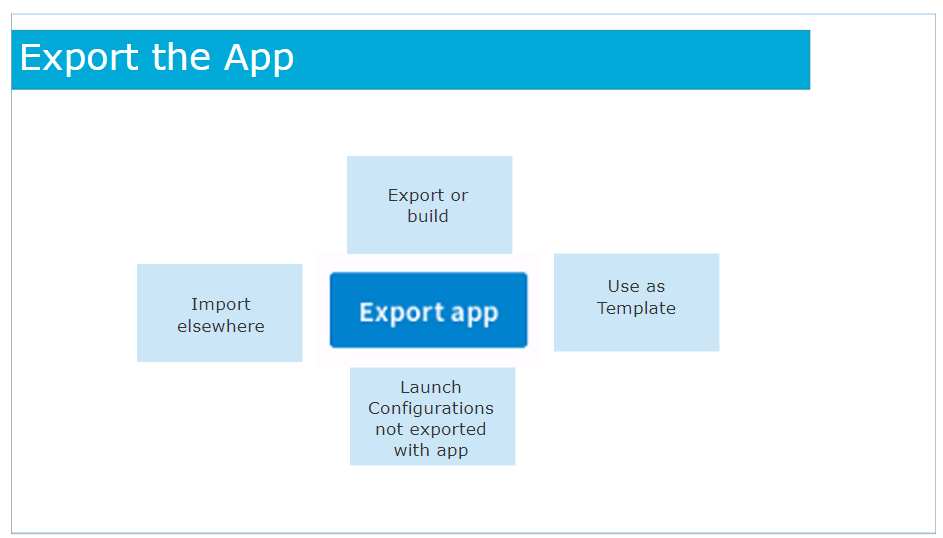 Export the App
Export or
build
Import
elsewhere
Export app
Use as
Template
Launch
Configurations
not exported
with app